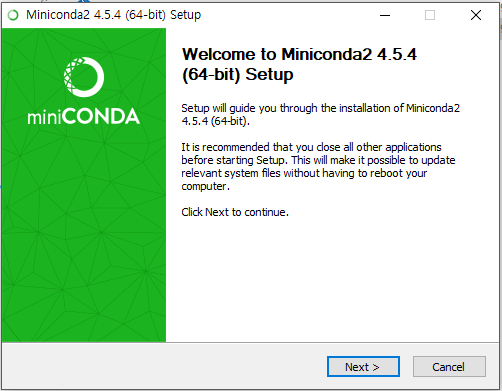 Miniconda2 4.5.4 (64-bit) Setup
miniCONDA
Welcome to Miniconda2 4.5.4
(64-bit) Setup
Setup will guide you through the installation of Miniconda2
4.5.4 (64-bit).
It is recommended that you close all other applications
before starting Setup. This will make it possible to update
relevant system files without having to reboot your
computer.
Click Next to continue.
Next >
Cancel